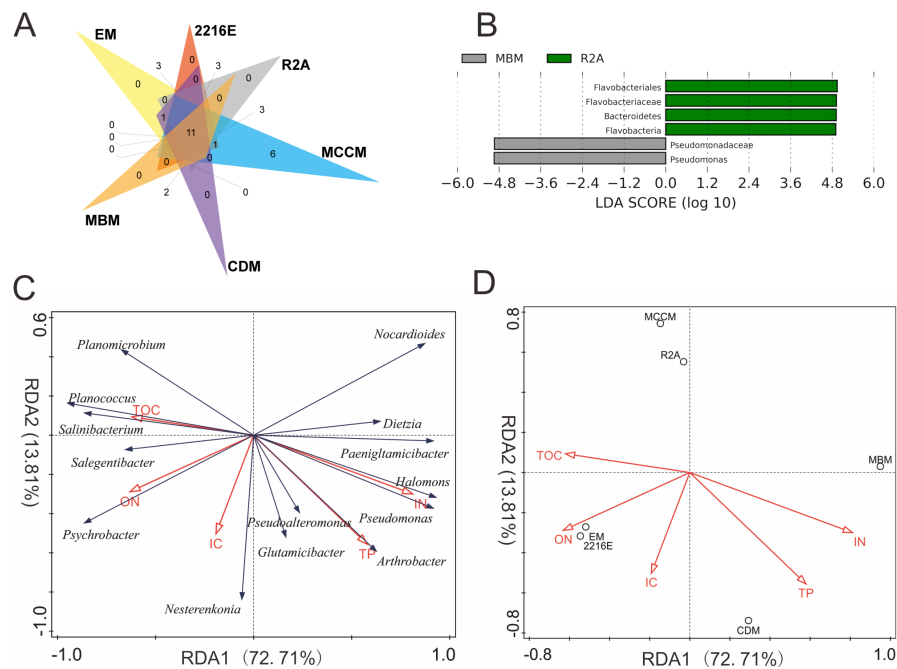 A
EM
2216E
R2A
MCCM
CDM
MBM
3
0
3
0
0
0
0
0
3
1
11
1
6
0
0
0
0
0
0
0
2
0
B
MBM
R2A
Flavobacteriales
Flavobacteriaceae
Bacteroidetes
Flavobacteria
Pseudomonadaceae
Pseudomonas
−6.0 −4.8 −3.6 −2.4 −1.2 0.0 1.2 2.4 3.6 4.8 6.0
LDA SCORE (log 10)
C
0.6
RDA2 (13.81%)
-1.0
Planomicrobium
Nocardioides
Planococcus
TOC
Salinibacterium
Dietzia
Salegentibacter
Paenigltamicibacter
ON
Halomons
IN
Psychrobacter
IC
Pseudoalteromonus
Pseudomonas
Glutamicibacter
TP
Arthrobacter
Nesterenkonia
-1.0
1.0
RDA1 (72. 71%)
D
0.8
RDA2 (13.81%)
-0.8
MCCM
R2A
TOC
MBM
ON
EM
2216E
IC
IN
TP
CDM
-0.8
1.0
RDA1 (72. 71%)